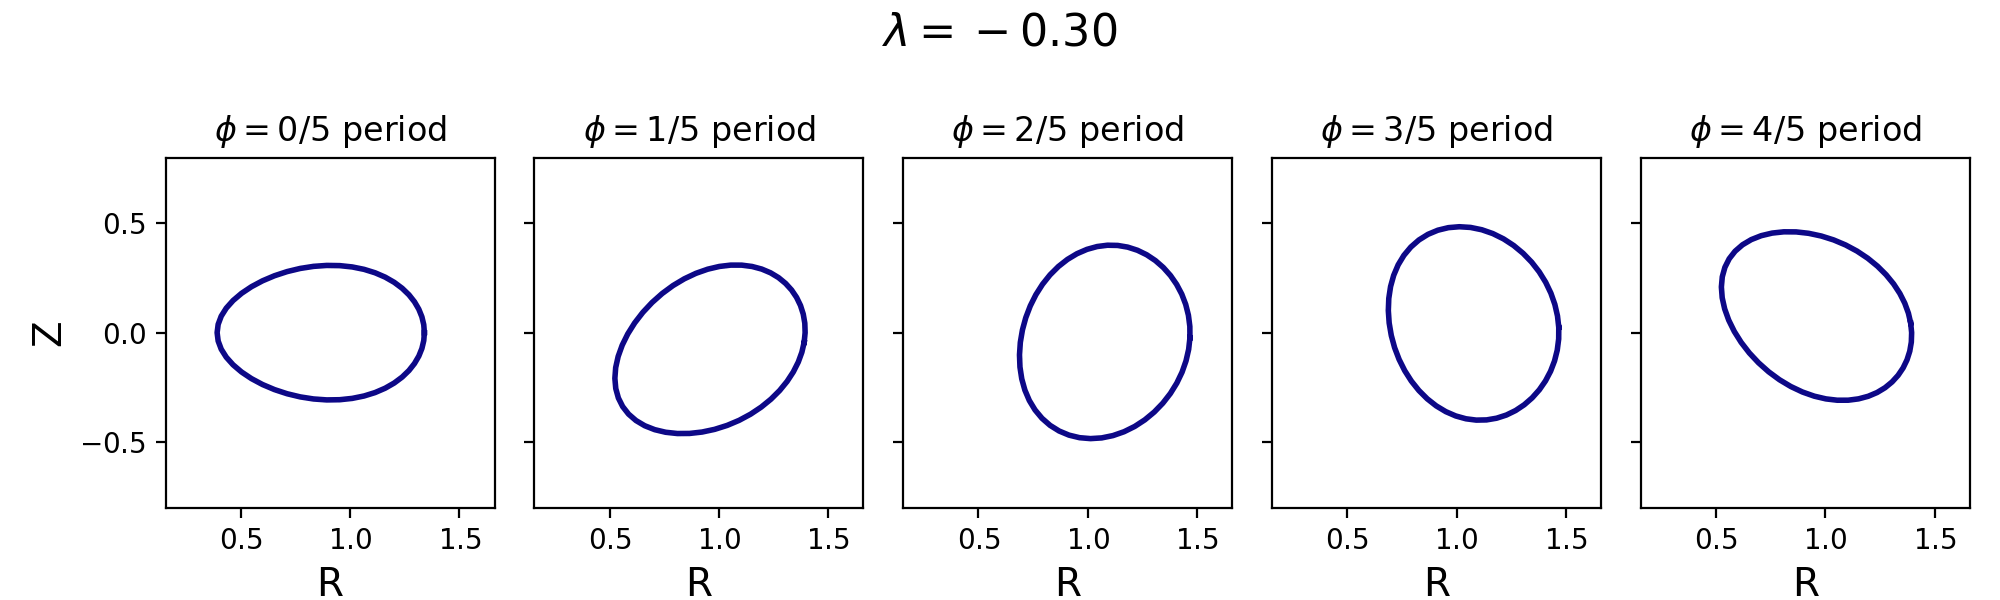 λ = −0.30
ϕ = 0/5 period
ϕ = 1/5 period
ϕ = 2/5 period
ϕ = 3/5 period
ϕ = 4/5 period
Z
0.5
0.0
−0.5
0.5 1.0 1.5
0.5 1.0 1.5
0.5 1.0 1.5
0.5 1.0 1.5
0.5 1.0 1.5
R
R
R
R
R